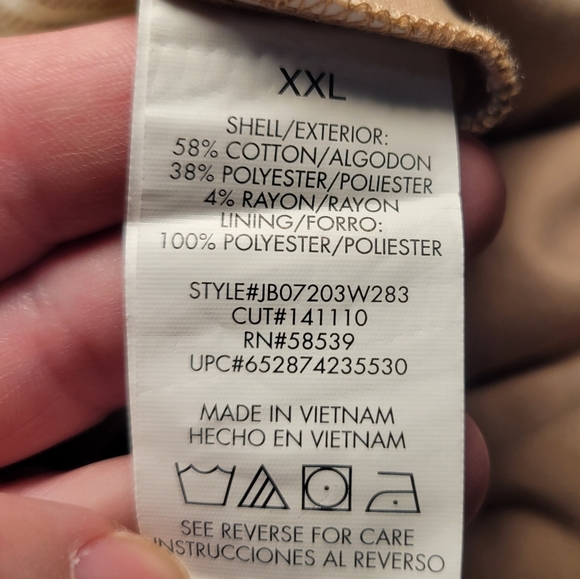 XXL
SHELL/EXTERIOR:
58% COTTON/ALGODON
38% POLYESTER/POLIESTER
4% RAYON/RAYON
LINING/FORRO:
100% POLYESTER/POLIESTER
STYLE#JB07203W283
CUT#141110
RN#58539
UPC#652874235530
MADE IN VIETNAM
HECHO EN VIETNAM
SEE REVERSE FOR CARE
INSTRUCCIONES AL REVERSO